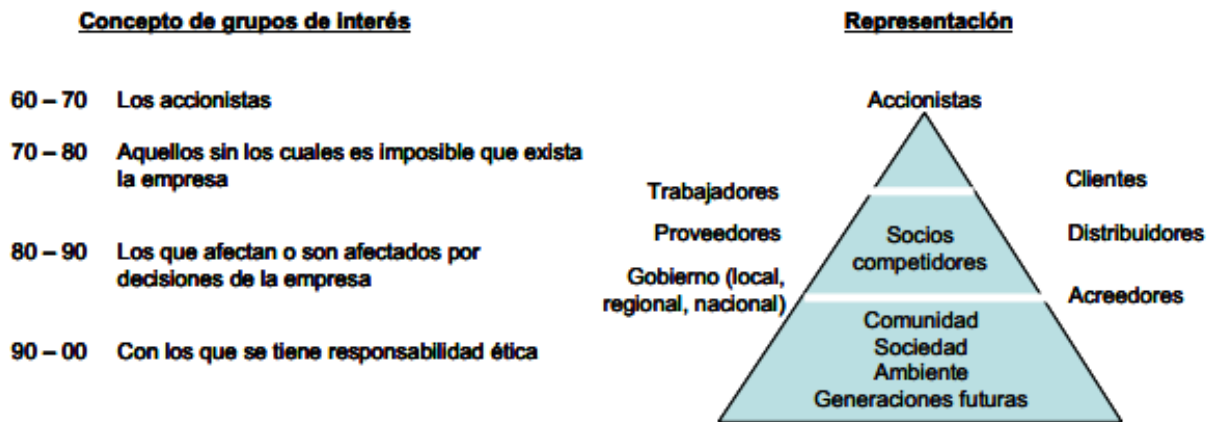 Concepto de grupos de interés
60 – 70 Los accionistas
70 – 80 Aquellos sin los cuales es imposible que exista
la empresa
80 – 90 Los que afectan o son afectados por
decisiones de la empresa
90 – 00 Con los que se tiene responsabilidad ética
Representación
Accionistas
Trabajadores
Clientes
Proveedores
Socios
competidores
Distribuidores
Gobierno (local,
regional, nacional)
Acreedores
Comunidad
Sociedad
Ambiente
Generaciones futuras